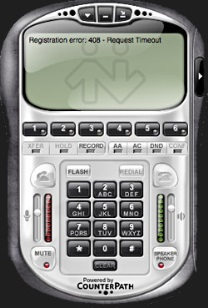 Registration error: 408 - Request Timeout
1 2 3 4 5 6
XFER HOLD RECORD AA AC DND CONF
FLASH REDIAL
1 2 ABC 3 DEF
4 GHI 5 JKL 6 MNO
7 PQRS 8 TUV 9 WXYZ
* 0 #
CLEAR
MUTE SPEAKER PHONE
Powered by
COUNTERPATH